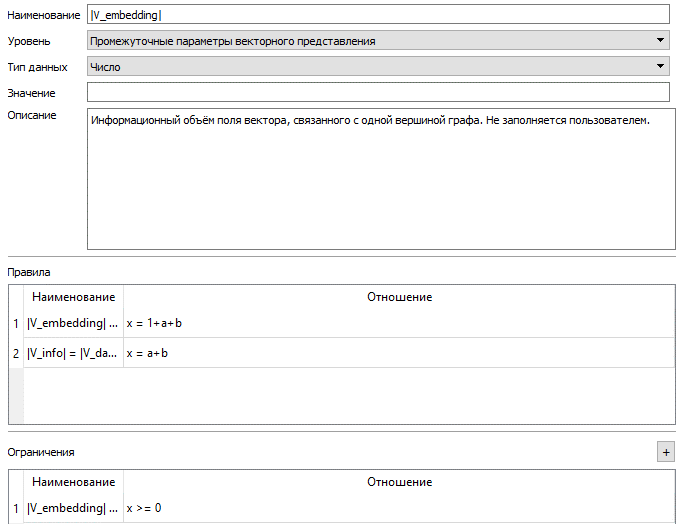 Наименование |V_embedding|
Уровень Промежуточные параметры векторного представления
Тип данных Число
Значение
Описание Информационный объём поля вектора, связанного с одной вершиной графа. Не заполняется пользователем.
Правила
Наименование Отношение
1 |V_embedding| ... x = 1+a+b
2 |V_info| = |V_da... x = a+b
Ограничения +
Наименование Отношение
1 |V_embedding| ... x >= 0